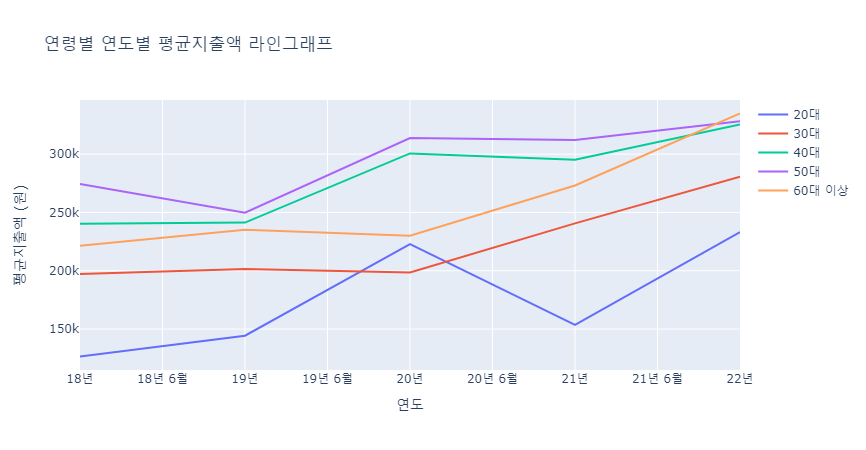 연령별 연도별 평균지출액 라인그래프
20대
30대
40대
50대
60대 이상
평균지출액 (원)
300k
250k
200k
150k
18년
18년 6월
19년
19년 6월
20년
20년 6월
21년
21년 6월
22년
연도